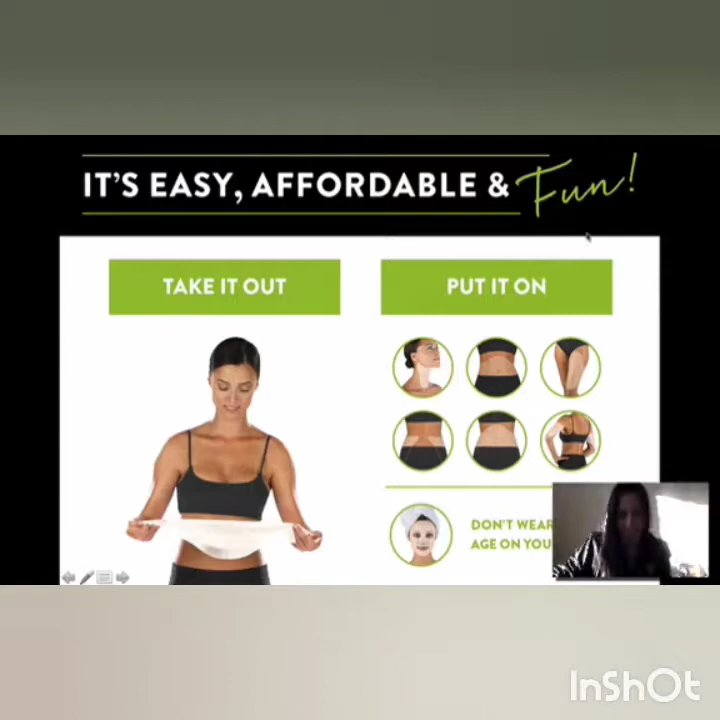 IT'S EASY, AFFORDABLE & Fun!
TAKE IT OUT
PUT IT ON
DON'T WEAR
AGE ON YOU
InShOt